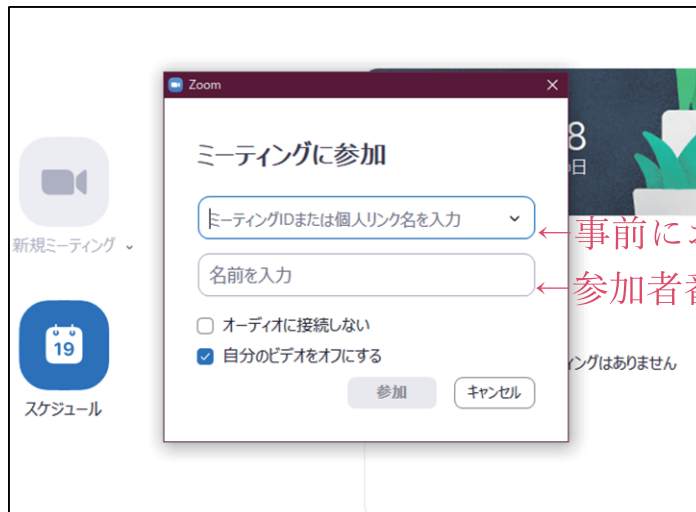 Zoom
ミーティングに参加
ミーティングIDまたは個人リンク名を入力
←事前に
名前を入力
←参加者
オーディオに接続しない
自分のビデオをオフにする
参加
キャンセル
新規ミーティング
19
スケジュール
8
日
ングはありません